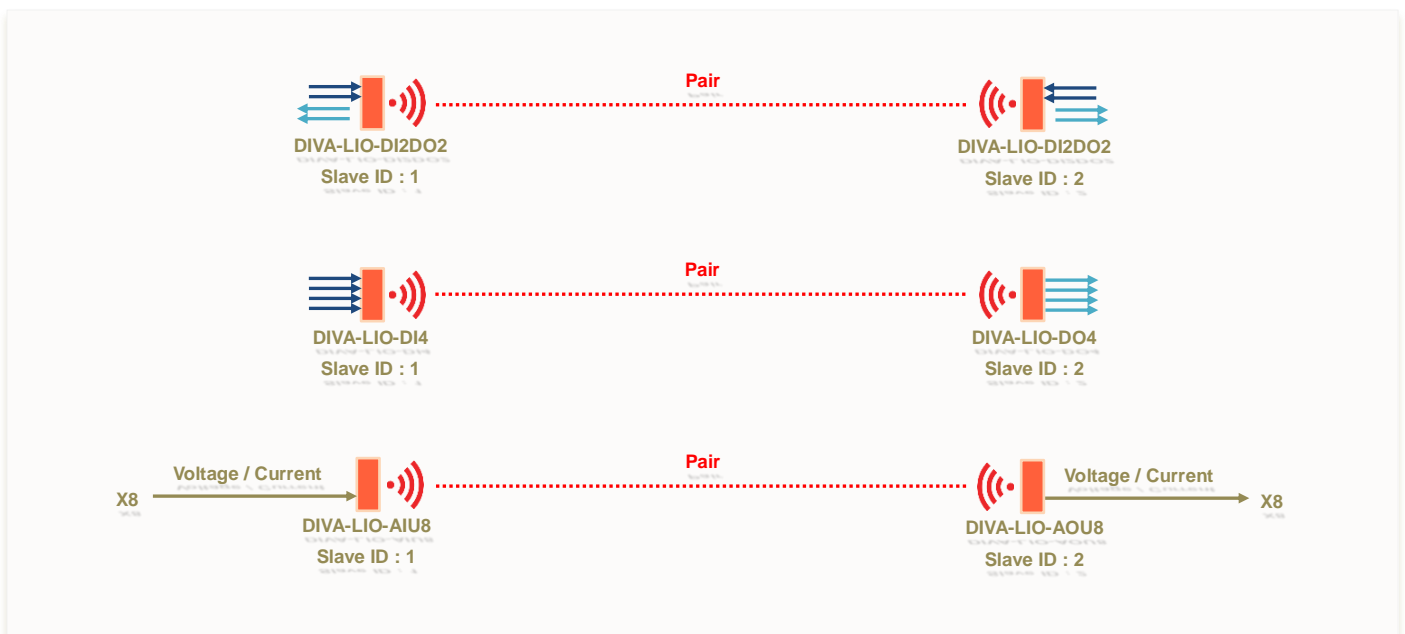 Pair
DIVA-LIO-DI2DO2
Slave ID : 1
DIVA-LIO-DI2DO2
Slave ID : 2
Pair
DIVA-LIO-DI4
Slave ID : 1
DIVA-LIO-DO4
Slave ID : 2
Pair
X8
Voltage / Current
DIVA-LIO-AIU8
Slave ID : 1
Voltage / Current
X8
DIVA-LIO-AOU8
Slave ID : 2